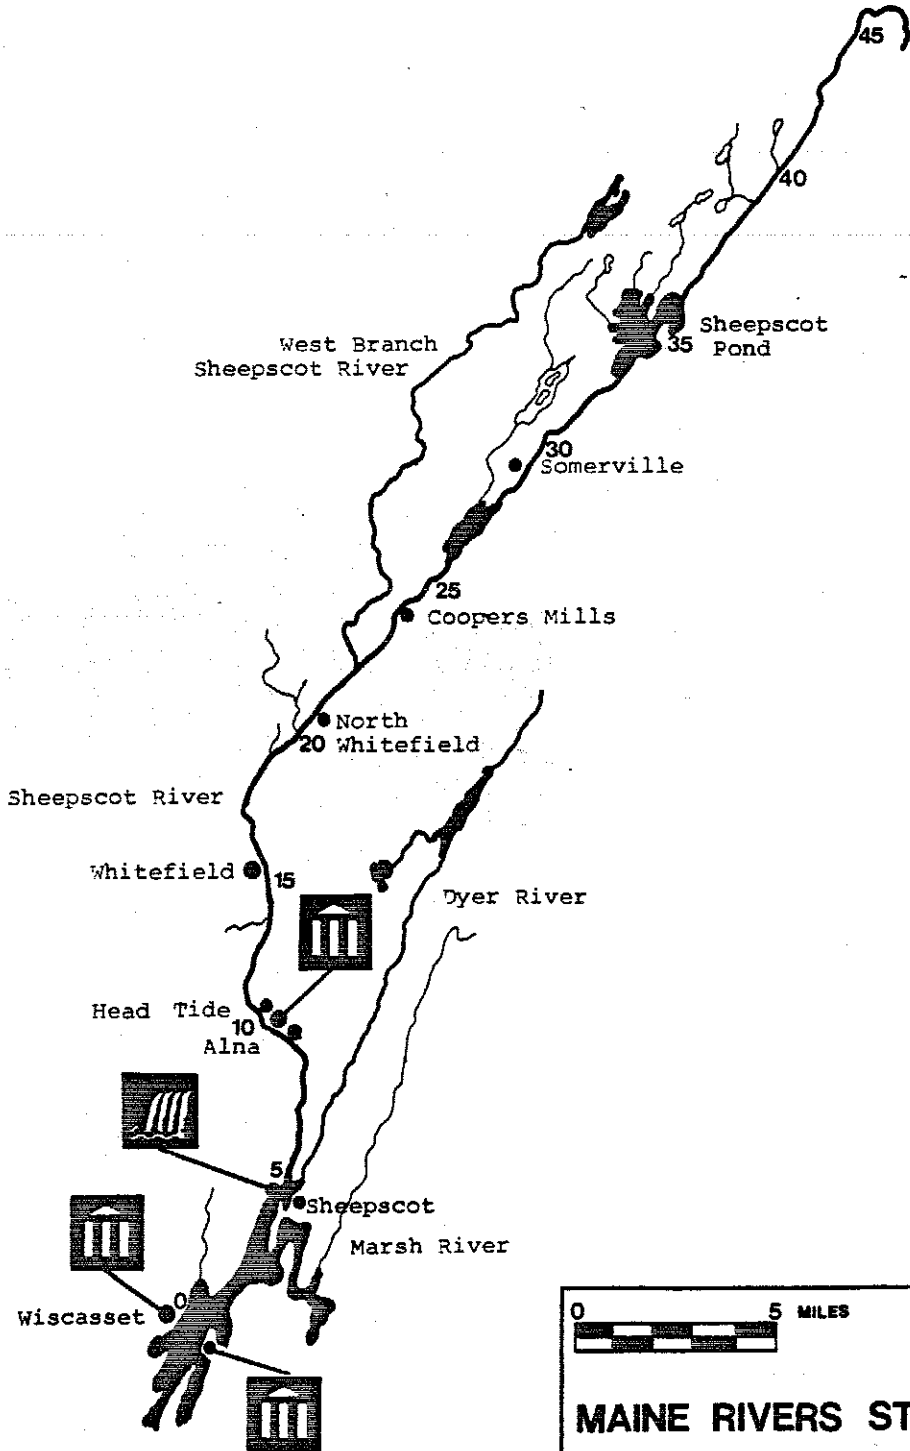 45
40
West Branch
Sheepscot River
Sheepscot
35 Pond
30
Somerville
25
Coopers Mills
North
20 Whitefield
Sheepscot River
Whitefield
15
Dyer River
Head Tide
10
Alna
5
Sheepscot
Marsh River
0
Wiscasset
0 5 MILES
MAINE RIVERS ST